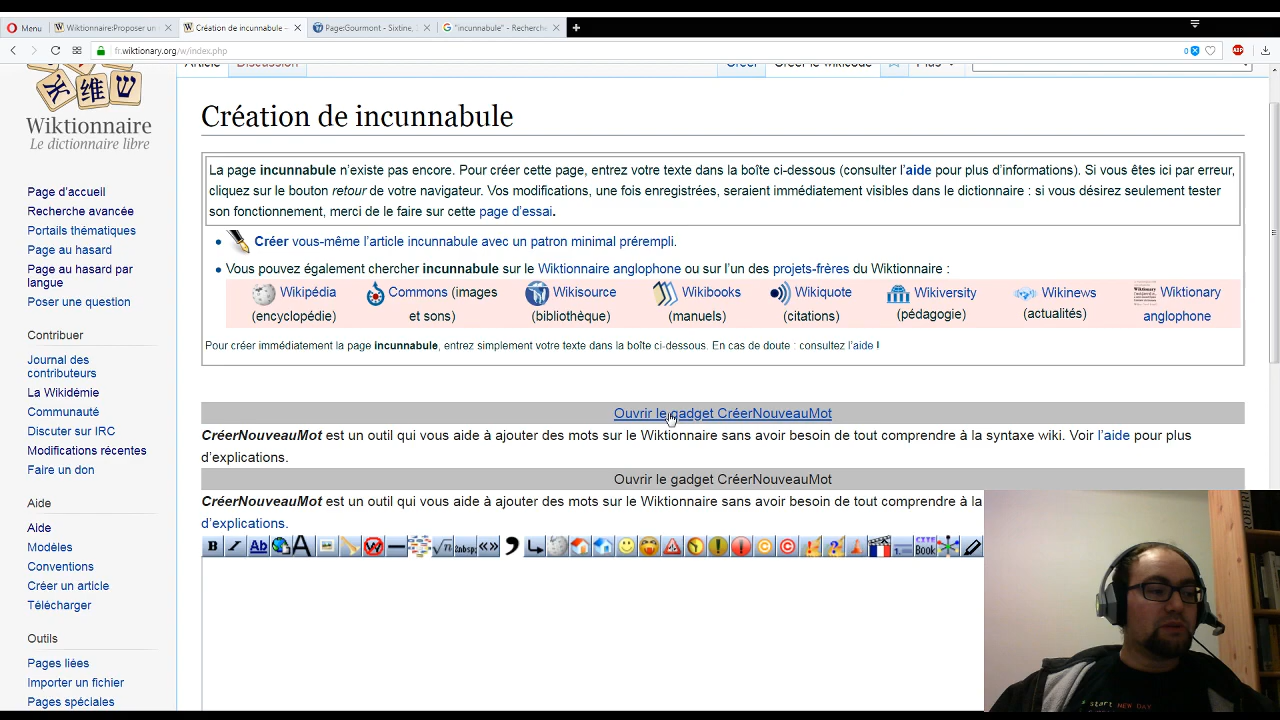 Menu
Wiktionnaire:Proposer un
Création de incunnabule –
Page:Gourmont - Sixtine,
"incunnabule" - Recherche
fr.wiktionary.org/w/index.php
0
ABP
Article
Discussion
Créer
Créer le wikicode
Plus
Wiktionnaire
Le dictionnaire libre
Page d’accueil
Recherche avancée
Portails thématiques
Page au hasard
Page au hasard par
langue
Poser une question
Contribuer
Journal des
contributeurs
La Wikidémie
Communauté
Discuter sur IRC
Modifications récentes
Faire un don
Aide
Aide
Modèles
Conventions
Créer un article
Télécharger
Outils
Pages liées
Importer un fichier
Pages spéciales
Création de incunnabule
La page incunnabule n’existe pas encore. Pour créer cette page, entrez votre texte dans la boîte ci-dessous (consulter l’aide pour plus d’informations). Si vous êtes ici par erreur,
cliquez sur le bouton retour de votre navigateur. Vos modifications, une fois enregistrées, seraient immédiatement visibles dans le dictionnaire : si vous désirez seulement tester
son fonctionnement, merci de le faire sur cette page d’essai.
Créer vous-même l’article incunnabule avec un patron minimal prérempli.
Vous pouvez également chercher incunnabule sur le Wiktionnaire anglophone ou sur l’un des projets-frères du Wiktionnaire :
Wikipédia
(encyclopédie)
Commons (images
et sons)
Wikisource
(bibliothèque)
Wikibooks
(manuels)
Wikiquote
(citations)
Wikiversity
(pédagogie)
Wikinews
(actualités)
Wiktionary
anglophone
Pour créer immédiatement la page incunnabule, entrez simplement votre texte dans la boîte ci-dessous. En cas de doute : consultez l’aide !
Ouvrir le gadget CréerNouveauMot
CréerNouveauMot est un outil qui vous aide à ajouter des mots sur le Wiktionnaire sans avoir besoin de tout comprendre à la syntaxe wiki. Voir l’aide pour plus
d’explications.
Ouvrir le gadget CréerNouveauMot
CréerNouveauMot est un outil qui vous aide à ajouter des mots sur le Wiktionnaire sans avoir besoin de tout comprendre à la
d’explications.
B I Ab A √n &nbsp; «» CITE Book
start NEW DAY